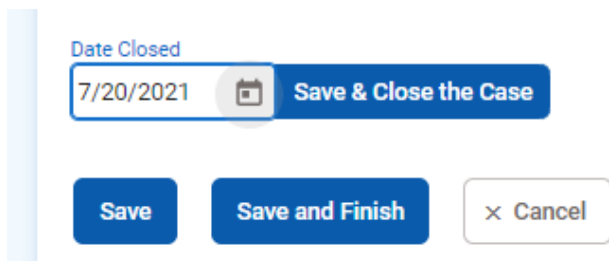 Date Closed
7/20/2021 Save & Close the Case
Save Save and Finish × Cancel